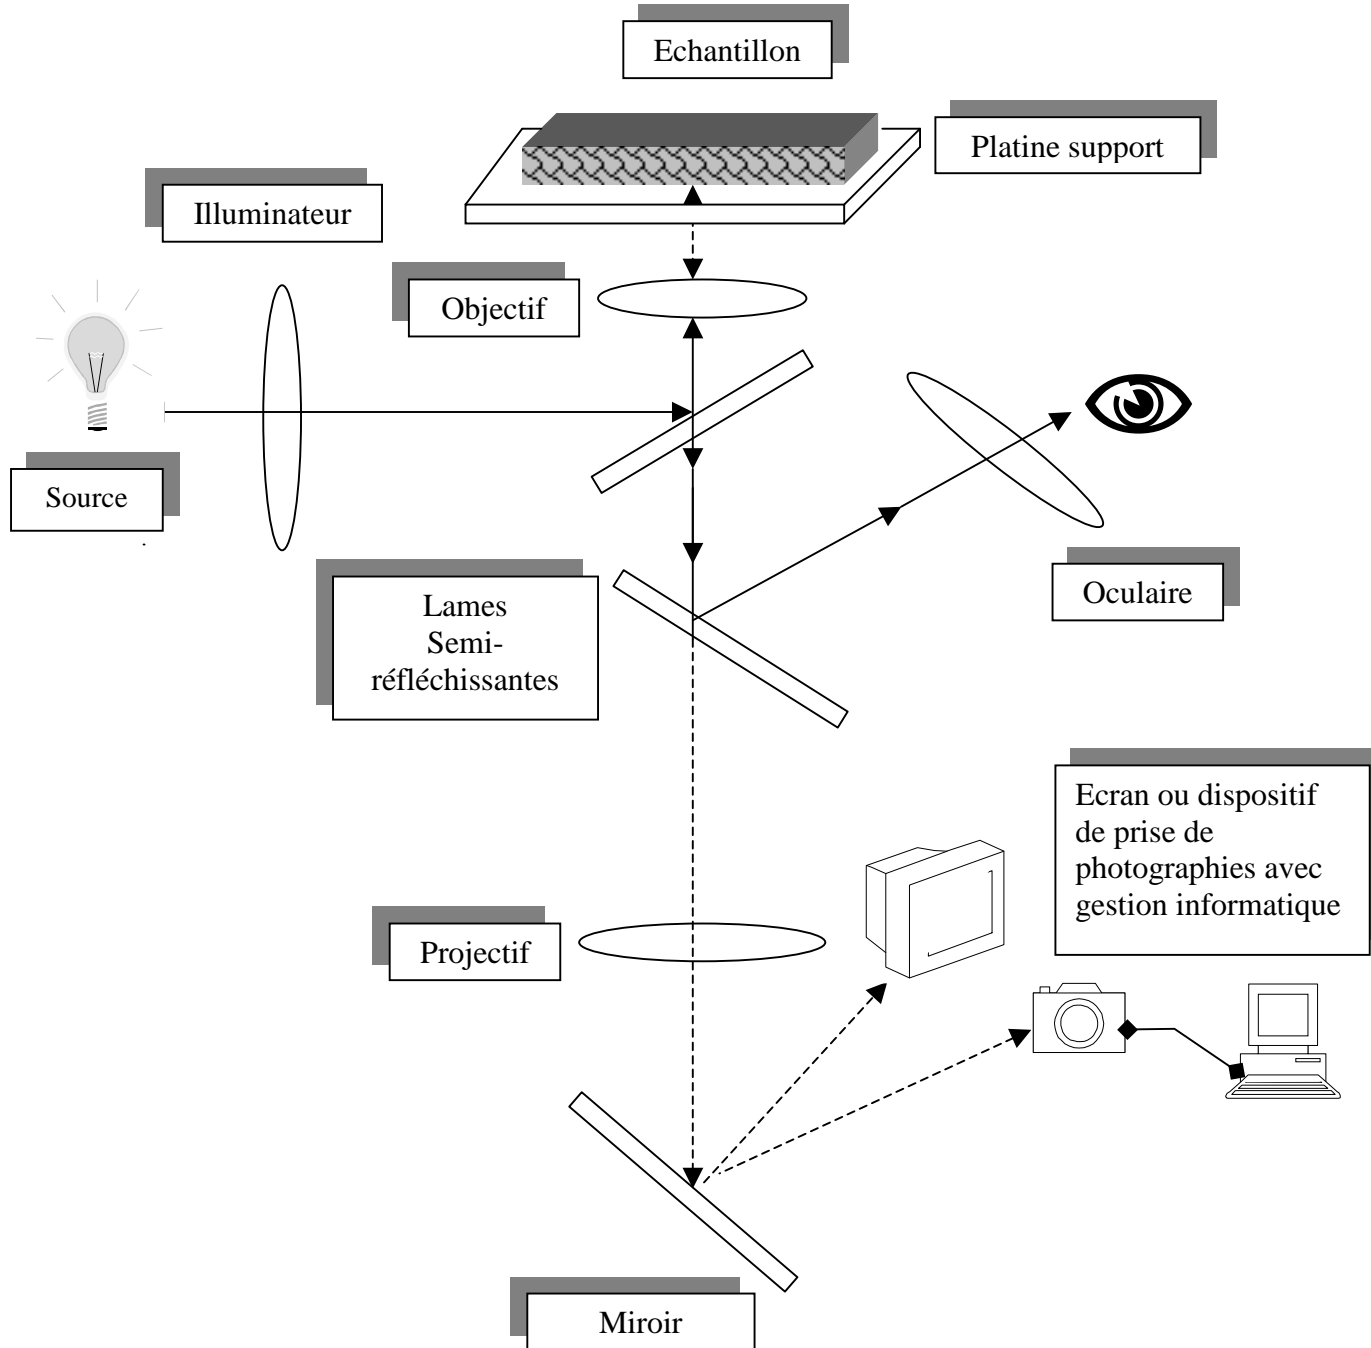 Echantillon
Platine support
Illuminateur
Objectif
Source
Lames
Semi-
réfléchissantes
Oculaire
Ecran ou dispositif
de prise de
photographies avec
gestion informatique
Projectif
Miroir